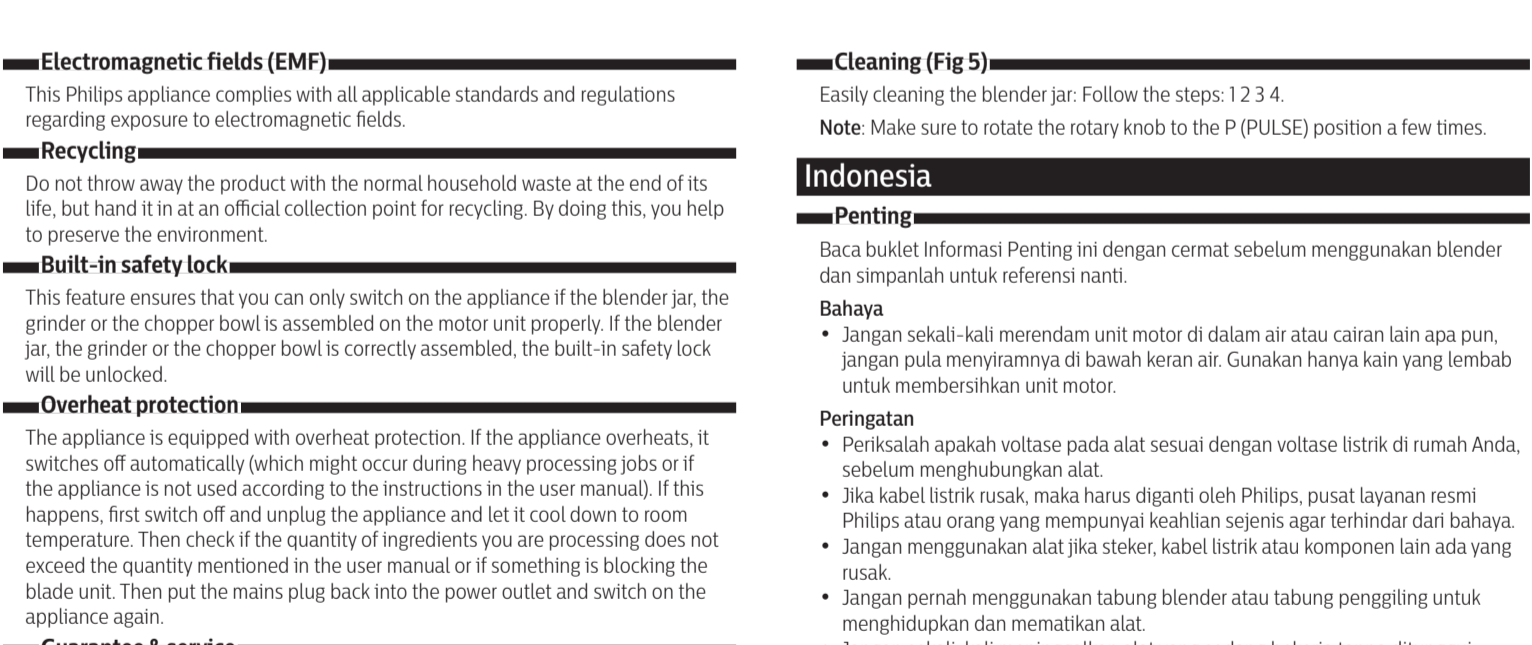 Electromagnetic fields (EMF)
This Philips appliance complies with all applicable standards and regulations
regarding exposure to electromagnetic fields.
Recycling
Do not throw away the product with the normal household waste at the end of its
life, but hand it in at an official collection point for recycling. By doing this, you help
to preserve the environment.
Built-in safety lock
This feature ensures that you can only switch on the appliance if the blender jar, the
grinder or the chopper bowl is assembled on the motor unit properly. If the blender
jar, the grinder or the chopper bowl is correctly assembled, the built-in safety lock
will be unlocked.
Overheat protection
The appliance is equipped with overheat protection. If the appliance overheats, it
switches off automatically (which might occur during heavy processing jobs or if
the appliance is not used according to the instructions in the user manual). If this
happens, first switch off and unplug the appliance and let it cool down to room
temperature. Then check if the quantity of ingredients you are processing does not
exceed the quantity mentioned in the user manual or if something is blocking the
blade unit. Then put the mains plug back into the power outlet and switch on the
appliance again.
Guarantee & service
Cleaning (Fig 5)
Easily cleaning the blender jar: Follow the steps: 1 2 3 4.
Note: Make sure to rotate the rotary knob to the P (PULSE) position a few times.
Indonesia
Penting
Baca buklet Informasi Penting ini dengan cermat sebelum menggunakan blender
dan simpanlah untuk referensi nanti.
Bahaya
• Jangan sekali-kali merendam unit motor di dalam air atau cairan lain apa pun,
jangan pula menyiramnya di bawah keran air. Gunakan hanya kain yang lembab
untuk membersihkan unit motor.
Peringatan
• Periksalah apakah voltase pada alat sesuai dengan voltase listrik di rumah Anda,
sebelum menghubungkan alat.
• Jika kabel listrik rusak, maka harus diganti oleh Philips, pusat layanan resmi
Philips atau orang yang mempunyai keahlian sejenis agar terhindar dari bahaya.
• Jangan menggunakan alat jika steker, kabel listrik atau komponen lain ada yang
rusak.
• Jangan pernah menggunakan tabung blender atau tabung penggiling untuk
menghidupkan dan mematikan alat.